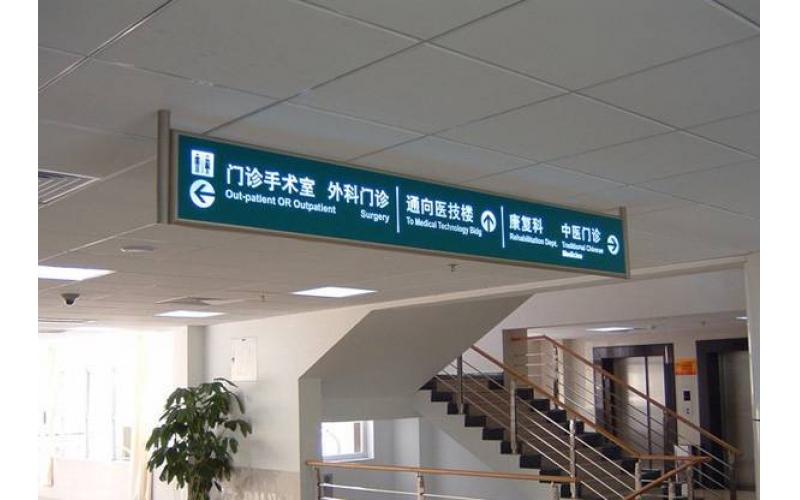 门诊手术室 外科门诊
Out-patient OR Outpatient Surgery
通向医技楼
To Medical Technology Bldg
康复科
Rehabilitation Dept.
中医门诊
Traditional Chinese
Medicine